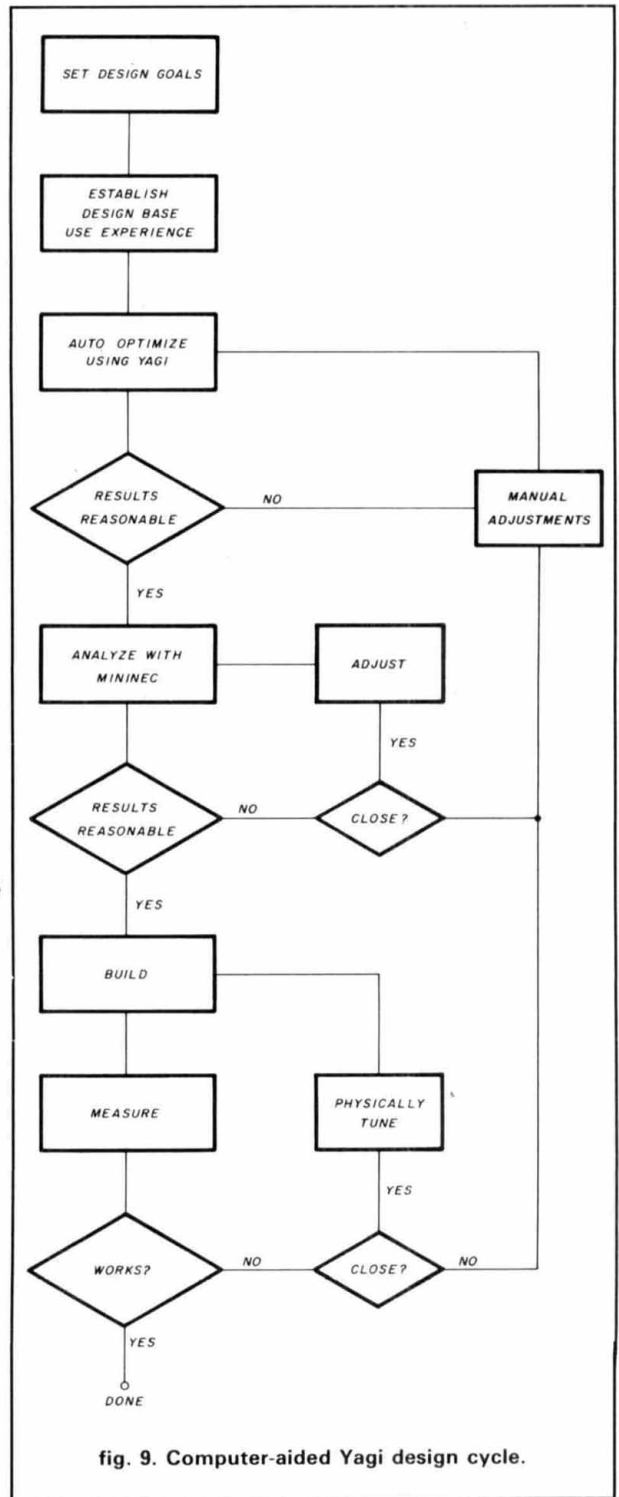 SET DESIGN GOALS
ESTABLISH
DESIGN BASE
USE EXPERIENCE
AUTO OPTIMIZE
USING YAGI
RESULTS
REASONABLE
NO
MANUAL
ADJUSTMENTS
YES
ANALYZE WITH
MININEC
ADJUST
YES
RESULTS
REASONABLE
NO
CLOSE?
YES
BUILD
MEASURE
PHYSICALLY
TUNE
YES
WORKS?
NO
CLOSE?
NO
YES
DONE
fig. 9. Computer-aided Yagi design cycle.